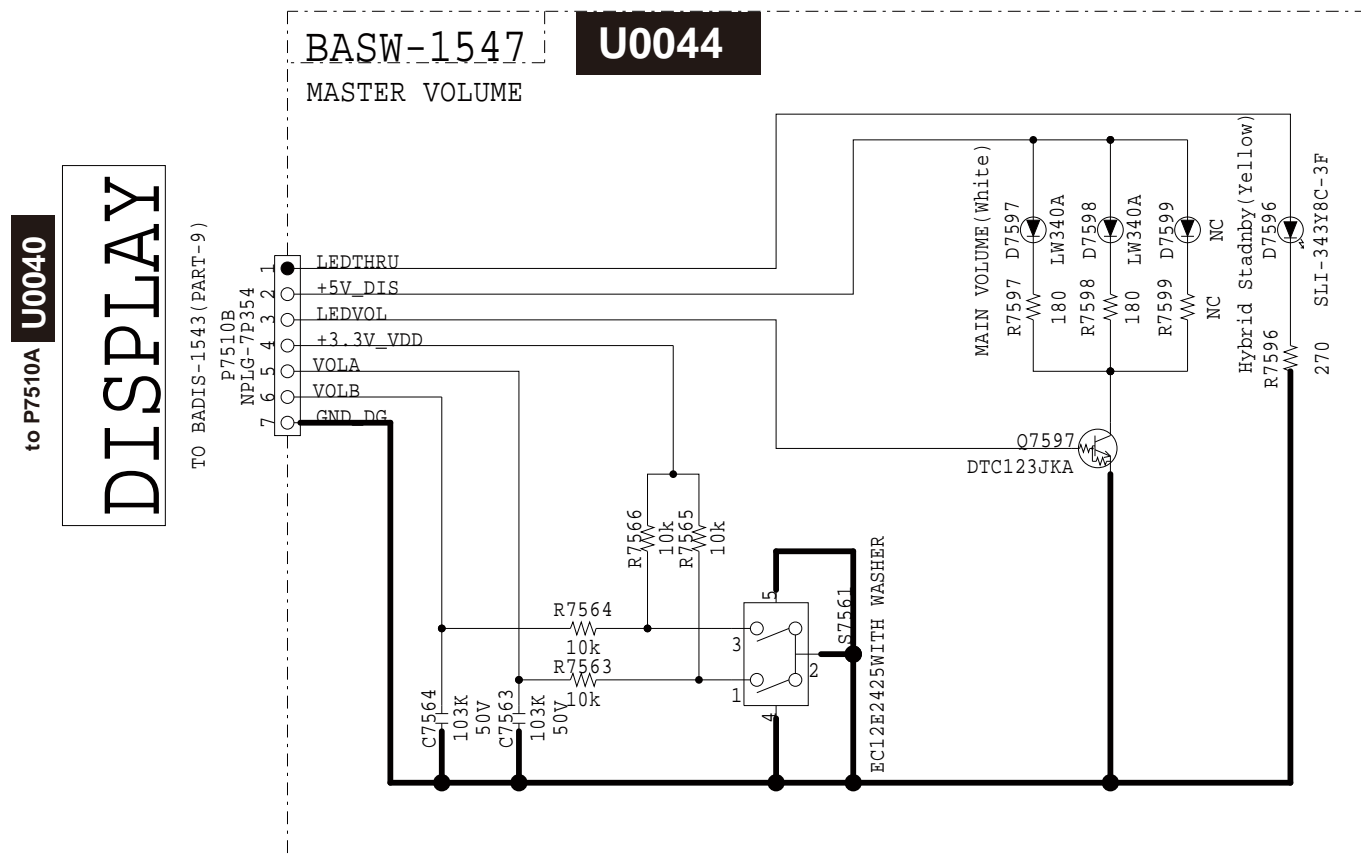 BASW-1547
U0044
MASTER VOLUME
to P7510A U0040
DISPLAY
TO BADIS-1543(PART-9)
P7510B
NPLG-7P354
1 LEDTHRU
2 +5V_DIS
3 LEDVOL
4 +3.3V_VDD
5 VOLA
6 VOLB
7 GND_DG
MAIN VOLUME(White)
R7597 D7597
180 LW340A
R7598 D7598
180 LW340A
R7599 D7599
NC NC
Hybrid Stadnby(Yellow)
R7596 D7596
270 SLI-343Y8C-3F
Q7597
DTC123JKA
R7566
10k
R7565
10k
R7564
10k
R7563
10k
5
3
2
1
4
S7561
EC12E2425WITH WASHER
C7564
103K
50V
C7563
103K
50V